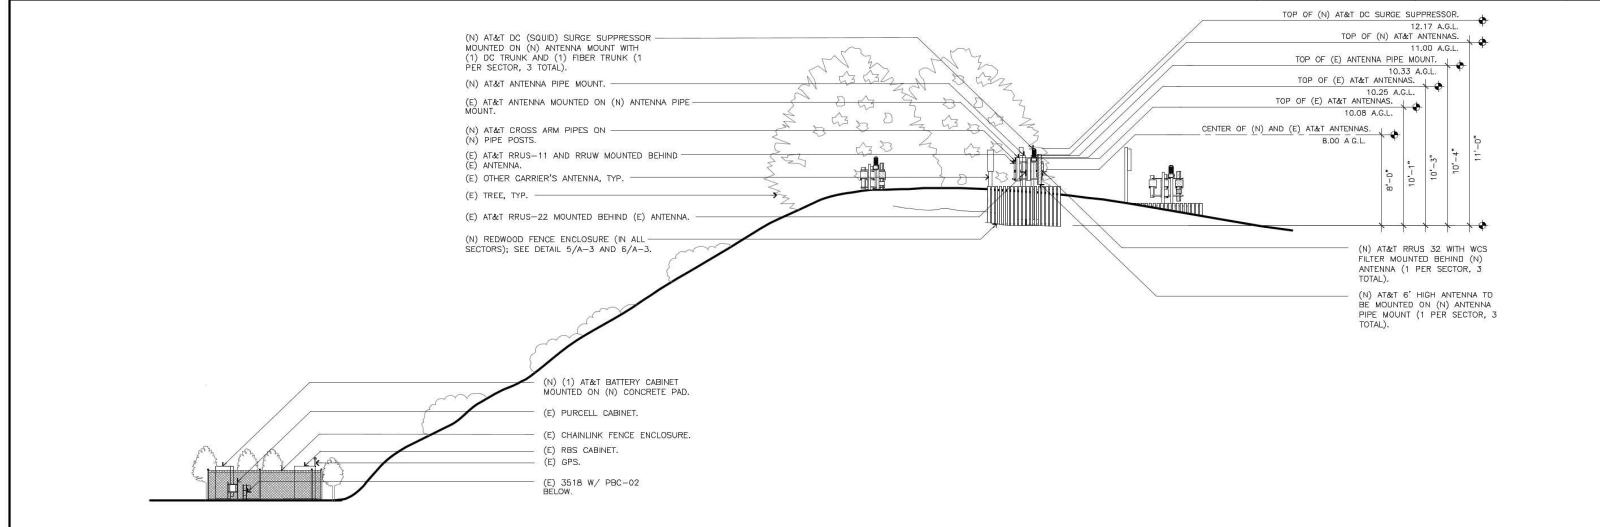 (N) AT&T DC (SQUID) SURGE SUPPRESSOR
MOUNTED ON (N) ANTENNA MOUNT WITH
(1) DC TRUNK AND (1) FIBER TRUNK (1
PER SECTOR, 3 TOTAL).
(N) AT&T ANTENNA PIPE MOUNT.
(E) AT&T ANTENNA MOUNTED ON (N) ANTENNA PIPE
MOUNT.
(N) AT&T CROSS ARM PIPES ON
(N) PIPE POSTS.
(E) AT&T RRUS-11 AND RRUW MOUNTED BEHIND
(E) ANTENNA.
(E) OTHER CARRIER'S ANTENNA, TYP.
(E) TREE, TYP.
(E) AT&T RRUS-22 MOUNTED BEHIND (E) ANTENNA.
(N) REDWOOD FENCE ENCLOSURE (IN ALL
SECTORS); SEE DETAIL 5/A-3 AND 6/A-3.
TOP OF (N) AT&T DC SURGE SUPPRESSOR.
12.17 A.G.L.
TOP OF (N) AT&T ANTENNAS.
11.00 A.G.L.
TOP OF (E) ANTENNA PIPE MOUNT.
10.33 A.G.L.
TOP OF (E) AT&T ANTENNAS.
10.25 A.G.L.
TOP OF (E) AT&T ANTENNAS.
10.08 A.G.L.
CENTER OF (N) AND (E) AT&T ANTENNAS.
8.00 A.G.L.
8'-0"
10'-1"
10'-3"
10'-4"
11'-0"
(N) AT&T RRUS 32 WITH WCS
FILTER MOUNTED BEHIND (N)
ANTENNA (1 PER SECTOR, 3
TOTAL).
(N) AT&T 6' HIGH ANTENNA TO
BE MOUNTED ON (N) ANTENNA
PIPE MOUNT (1 PER SECTOR, 3
TOTAL).
(N) (1) AT&T BATTERY CABINET
MOUNTED ON (N) CONCRETE PAD.
(E) PURCELL CABINET.
(E) CHAINLINK FENCE ENCLOSURE.
(E) RBS CABINET.
(E) GPS.
(E) 3518 W/ PBC-02
BELOW.